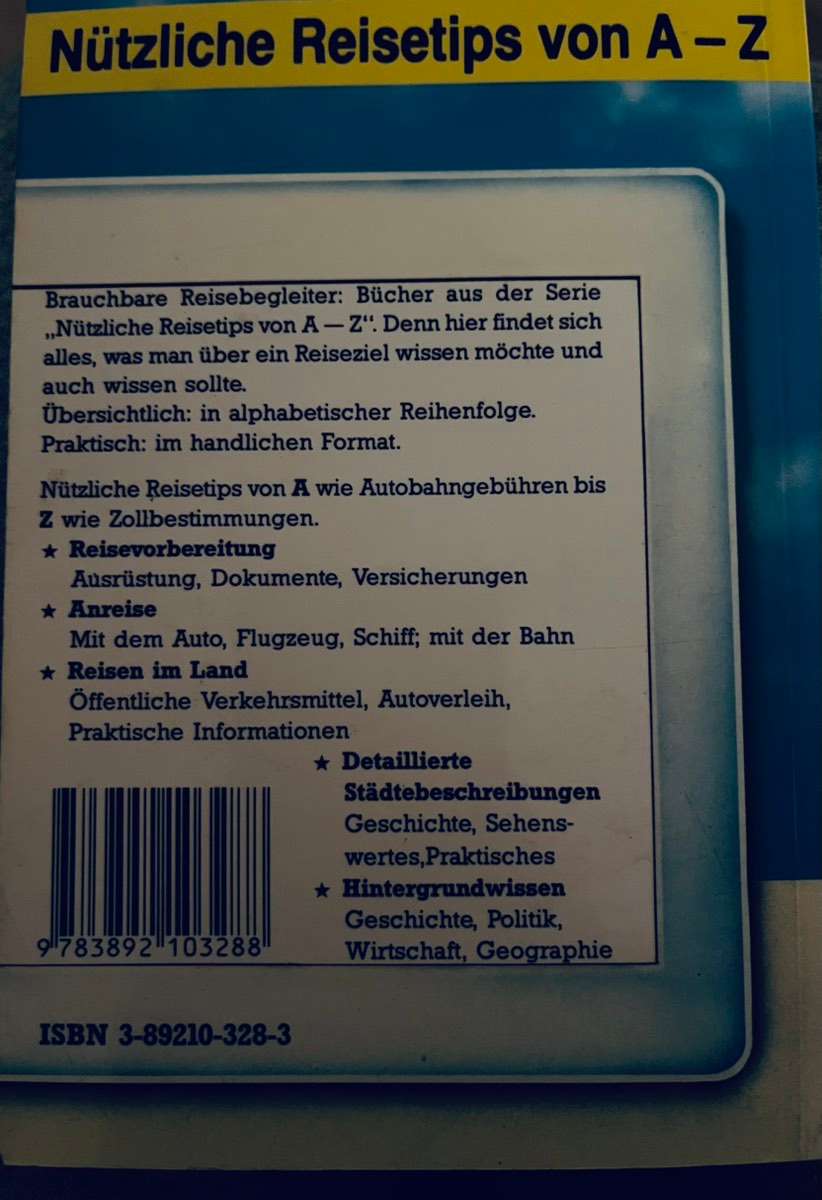 Nützliche Reisetips von A – Z
Brauchbare Reisebegleiter: Bücher aus der Serie
„Nützliche Reisetips von A — Z“. Denn hier findet sich
alles, was man über ein Reiseziel wissen möchte und
auch wissen sollte.
Übersichtlich: in alphabetischer Reihenfolge.
Praktisch: im handlichen Format.
Nützliche Reisetips von A wie Autobahngebühren bis
Z wie Zollbestimmungen.
★ Reisevorbereitung
Ausrüstung, Dokumente, Versicherungen
★ Anreise
Mit dem Auto, Flugzeug, Schiff; mit der Bahn
★ Reisen im Land
Öffentliche Verkehrsmittel, Autoverleih,
Praktische Informationen
★ Detaillierte
Städtebeschreibungen
Geschichte, Sehens-
wertes,Praktisches
★ Hintergrundwissen
Geschichte, Politik,
Wirtschaft, Geographie
9 783892 103288
ISBN 3-89210-328-3